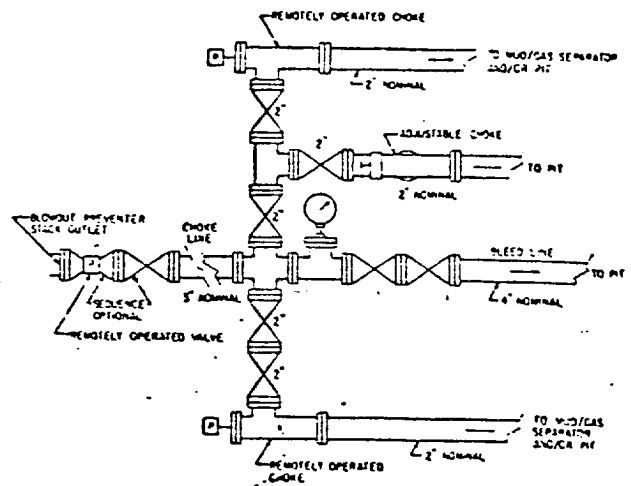 REMOTELY OPERATED CHOKE
P
TO MUD/GAS SEPARATOR
AND/OR PIT
2" NOMINAL
2"
2"
ADJUSTABLE CHOKE
TO PIT
2" NOMINAL
2"
BLOWOUT PREVENTER
STACK OUTLET
CHOKE
LINE
BLEED LINE
TO PIT
3" NOMINAL
4" NOMINAL
SEQUENCE
OPTIONAL
REMOTELY OPERATED VALVE
2"
2"
P
TO MUD/GAS
SEPARATOR
AND/OR PIT
2" NOMINAL
REMOTELY OPERATED
CHOKE